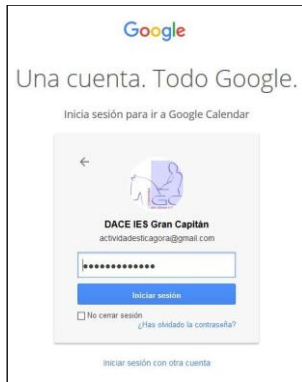 Google
Una cuenta. Todo Google.
Inicia sesión para ir a Google Calendar
DACE IES Gran Capitán
actividadesticagora@gmail.com
•••••••••••••
Iniciar sesión
No cerrar sesión
¿Has olvidado la contraseña?
Iniciar sesión con otra cuenta